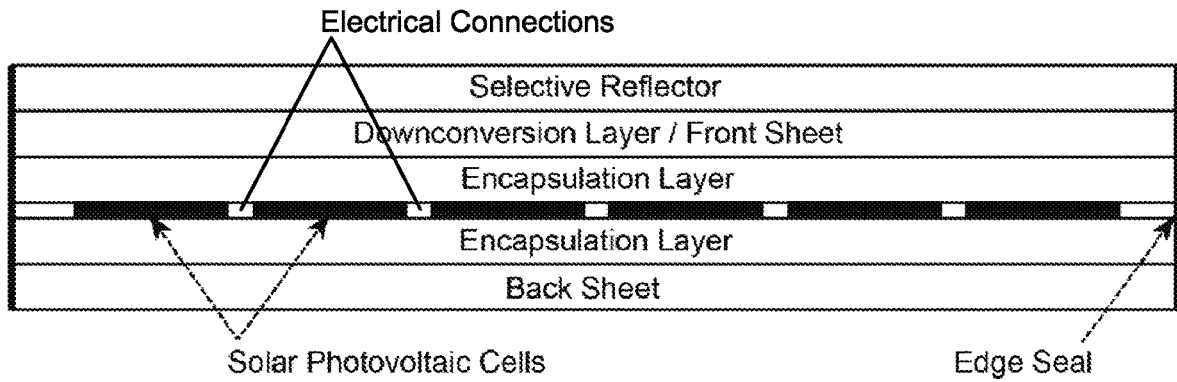 Electrical Connections
Selective Reflector
Downconversion Layer / Front Sheet
Encapsulation Layer
Encapsulation Layer
Back Sheet
Solar Photovoltaic Cells
Edge Seal